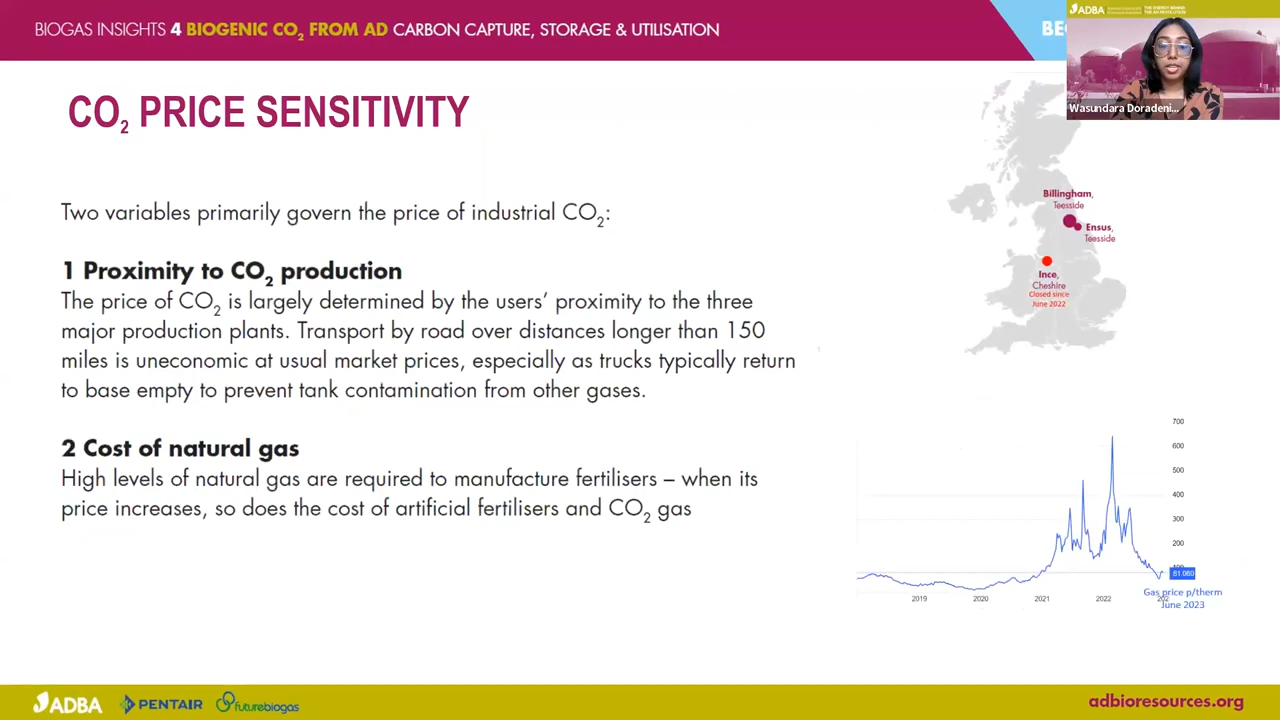 BIOGAS INSIGHTS 4 BIOGENIC CO2 FROM AD CARBON CAPTURE, STORAGE & UTILISATION
ADBA
THE ENERGY BEHIND
Wasundara Doradeni...
CO2 PRICE SENSITIVITY
Two variables primarily govern the price of industrial CO2:
1 Proximity to CO2 production
The price of CO2 is largely determined by the users' proximity to the three
major production plants. Transport by road over distances longer than 150
miles is uneconomic at usual market prices, especially as trucks typically return
to base empty to prevent tank contamination from other gases.
2 Cost of natural gas
High levels of natural gas are required to manufacture fertilisers – when its
price increases, so does the cost of artificial fertilisers and CO2 gas
Billingham,
Teesside
Ensus,
Teesside
Ince,
Cheshire
Closed since
June 2022
700
600
500
400
300
200
100
81.060
2019 2020 2021 2022 202
Gas price p/therm
June 2023
ADBA PENTAIR futurebiogas
adbioresources.org